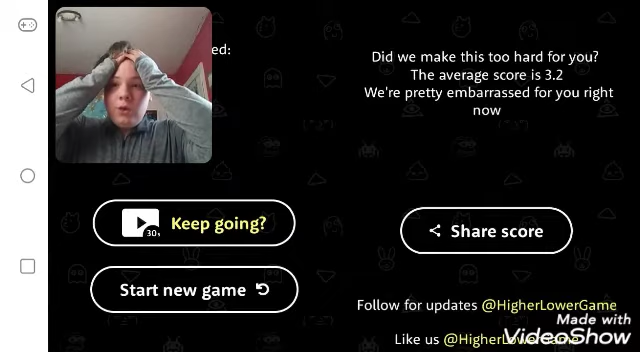 ed:
Did we make this too hard for you?
The average score is 3.2
We're pretty embarrassed for you right
now
30s
Keep going?
Share score
Start new game
Follow for updates @HigherLowerGame
Like us @HigherLowerGame
Made with
VideoShow